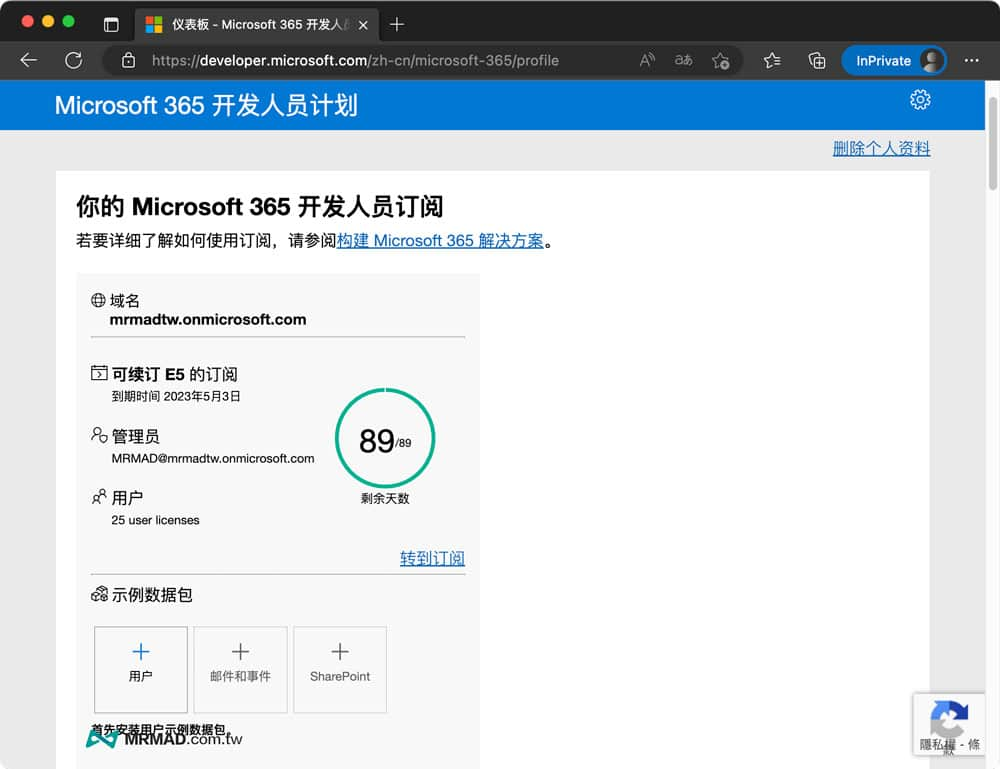 仪表板 - Microsoft 365 开发人员
https://developer.microsoft.com/zh-cn/microsoft-365/profile
InPrivate
Microsoft 365 开发人员计划
删除个人资料
你的 Microsoft 365 开发人员订阅
若要详细了解如何使用订阅，请参阅构建 Microsoft 365 解决方案。
域名
mrmadtw.onmicrosoft.com
可续订 E5 的订阅
到期时间 2023年5月3日
管理员
MRMAD@mrmadtw.onmicrosoft.com
用户
25 user licenses
89/89
剩余天数
转到订阅
示例数据包
用户
邮件和事件
SharePoint
首先安装用户示例数据包。
MRMAD.com.tw
隱私權 - 條款